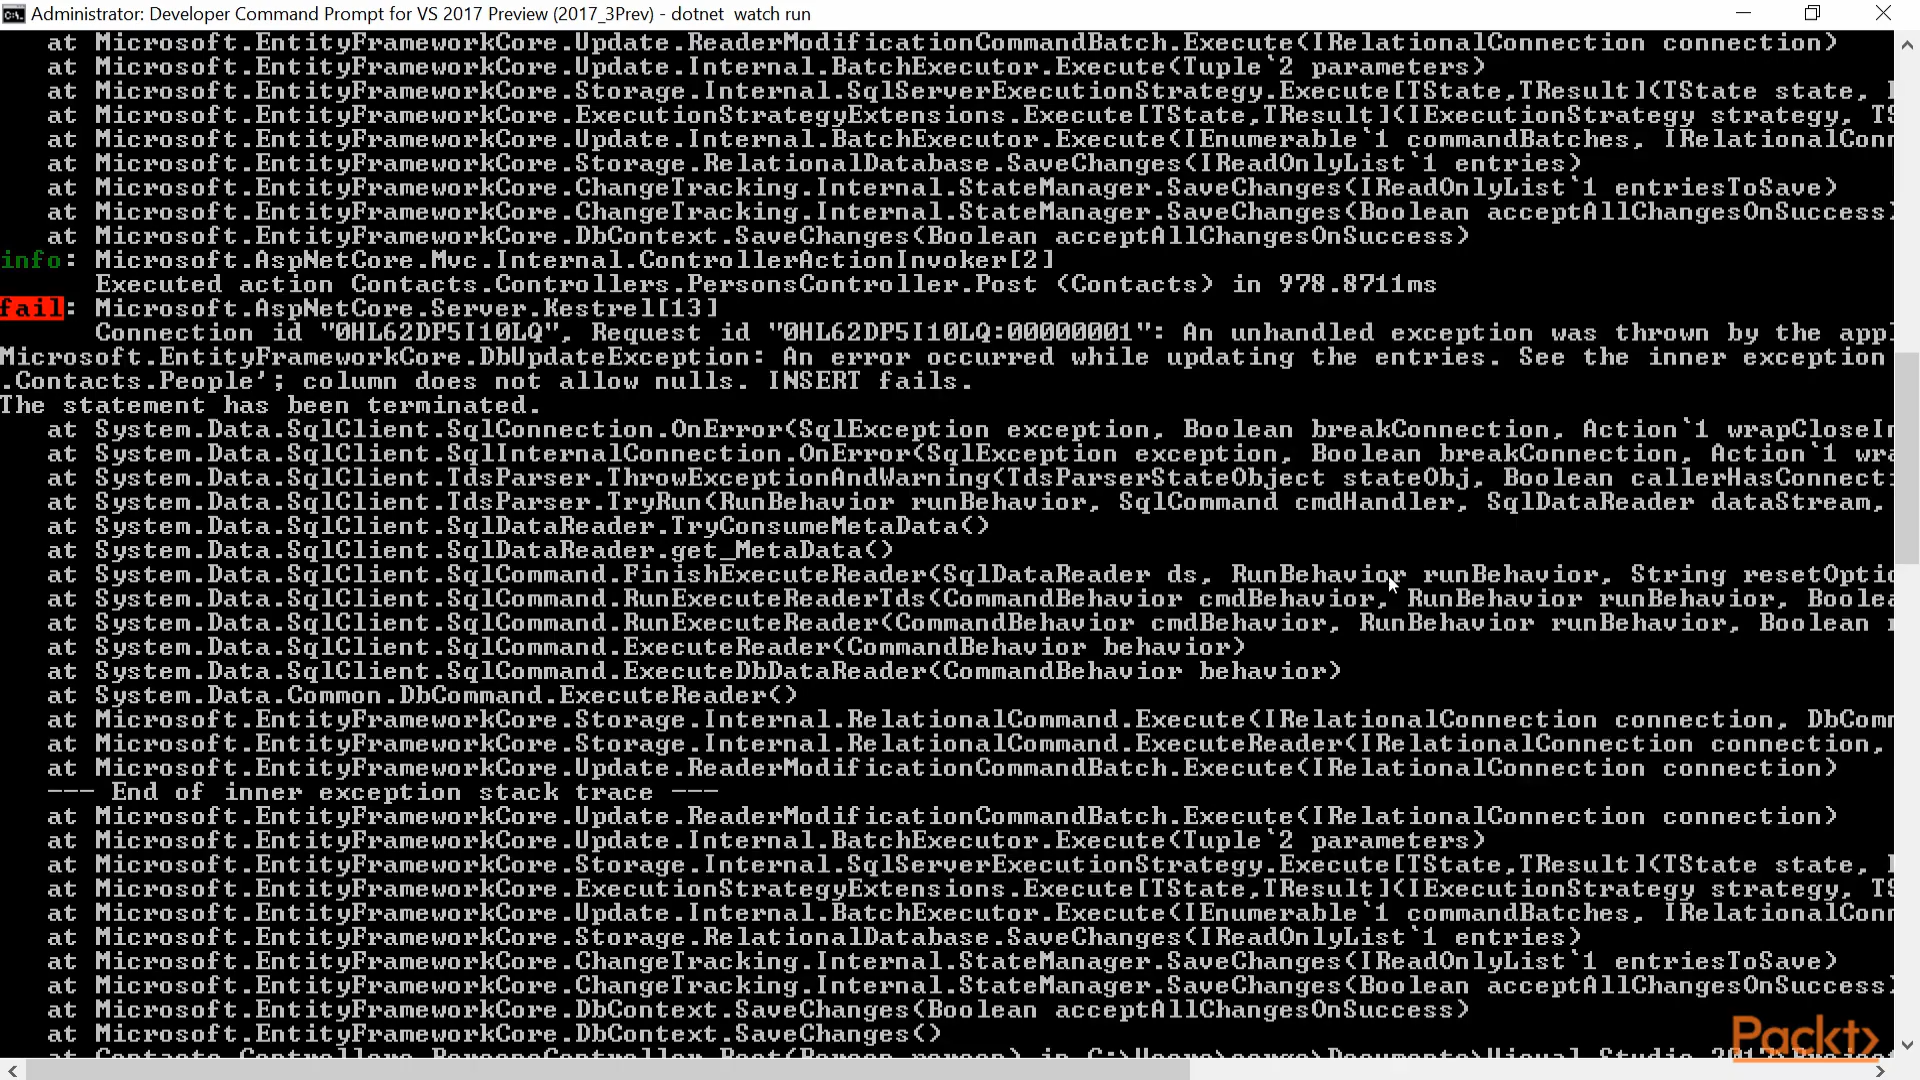 Administrator: Developer Command Prompt for VS 2017 Preview (2017_3Prev) - dotnet  watch run
at Microsoft.EntityFrameworkCore.Update.ReaderModificationCommandBatch.Execute(IRelationalConnection connection)
at Microsoft.EntityFrameworkCore.Update.Internal.BatchExecutor.Execute(Tuple`2 parameters)
at Microsoft.EntityFrameworkCore.Storage.Internal.SqlServerExecutionStrategy.Execute[TState,TResult](TState state,
at Microsoft.EntityFrameworkCore.ExecutionStrategyExtensions.Execute[TState,TResult](IExecutionStrategy strategy, TS
at Microsoft.EntityFrameworkCore.Update.Internal.BatchExecutor.Execute(IEnumerable`1 commandBatches, IRelationalConn
at Microsoft.EntityFrameworkCore.Storage.RelationalDatabase.SaveChanges(IReadOnlyList`1 entries)
at Microsoft.EntityFrameworkCore.ChangeTracking.Internal.StateManager.SaveChanges(IReadOnlyList`1 entriesToSave)
at Microsoft.EntityFrameworkCore.ChangeTracking.Internal.StateManager.SaveChanges(Boolean acceptAllChangesOnSuccess)
at Microsoft.EntityFrameworkCore.DbContext.SaveChanges(Boolean acceptAllChangesOnSuccess)
info: Microsoft.AspNetCore.Mvc.Internal.ControllerActionInvoker[2]
Executed action Contacts.Controllers.PersonsController.Post (Contacts) in 978.8711ms
fail: Microsoft.AspNetCore.Server.Kestrel[13]
Connection id "0HL62DP5I10LQ", Request id "0HL62DP5I10LQ:00000001": An unhandled exception was thrown by the appl
Microsoft.EntityFrameworkCore.DbUpdateException: An error occurred while updating the entries. See the inner exception
.Contacts.People'; column does not allow nulls. INSERT fails.
The statement has been terminated.
at System.Data.SqlClient.SqlConnection.OnError(SqlException exception, Boolean breakConnection, Action`1 wrapCloseIn
at System.Data.SqlClient.SqlInternalConnection.OnError(SqlException exception, Boolean breakConnection, Action`1 wra
at System.Data.SqlClient.TdsParser.ThrowExceptionAndWarning(TdsParserStateObject stateObj, Boolean callerHasConnecti
at System.Data.SqlClient.TdsParser.TryRun(RunBehavior runBehavior, SqlCommand cmdHandler, SqlDataReader dataStream,
at System.Data.SqlClient.SqlDataReader.TryConsumeMetaData()
at System.Data.SqlClient.SqlDataReader.get_MetaData()
at System.Data.SqlClient.SqlCommand.FinishExecuteReader(SqlDataReader ds, RunBehavior runBehavior, String resetOptio
at System.Data.SqlClient.SqlCommand.RunExecuteReaderTds(CommandBehavior cmdBehavior, RunBehavior runBehavior, Boolea
at System.Data.SqlClient.SqlCommand.RunExecuteReader(CommandBehavior cmdBehavior, RunBehavior runBehavior, Boolean r
at System.Data.SqlClient.SqlCommand.ExecuteReader(CommandBehavior behavior)
at System.Data.SqlClient.SqlCommand.ExecuteDbDataReader(CommandBehavior behavior)
at System.Data.Common.DbCommand.ExecuteReader()
at Microsoft.EntityFrameworkCore.Storage.Internal.RelationalCommand.Execute(IRelationalConnection connection, DbComm
at Microsoft.EntityFrameworkCore.Storage.Internal.RelationalCommand.ExecuteReader(IRelationalConnection connection,
at Microsoft.EntityFrameworkCore.Update.ReaderModificationCommandBatch.Execute(IRelationalConnection connection)
--- End of inner exception stack trace ---
at Microsoft.EntityFrameworkCore.Update.ReaderModificationCommandBatch.Execute(IRelationalConnection connection)
at Microsoft.EntityFrameworkCore.Update.Internal.BatchExecutor.Execute(Tuple`2 parameters)
at Microsoft.EntityFrameworkCore.Storage.Internal.SqlServerExecutionStrategy.Execute[TState,TResult](TState state,
at Microsoft.EntityFrameworkCore.ExecutionStrategyExtensions.Execute[TState,TResult](IExecutionStrategy strategy, TS
at Microsoft.EntityFrameworkCore.Update.Internal.BatchExecutor.Execute(IEnumerable`1 commandBatches, IRelationalConn
at Microsoft.EntityFrameworkCore.Storage.RelationalDatabase.SaveChanges(IReadOnlyList`1 entries)
at Microsoft.EntityFrameworkCore.ChangeTracking.Internal.StateManager.SaveChanges(IReadOnlyList`1 entriesToSave)
at Microsoft.EntityFrameworkCore.ChangeTracking.Internal.StateManager.SaveChanges(Boolean acceptAllChangesOnSuccess)
at Microsoft.EntityFrameworkCore.DbContext.SaveChanges(Boolean acceptAllChangesOnSuccess)
at Microsoft.EntityFrameworkCore.DbContext.SaveChanges()
Packt>